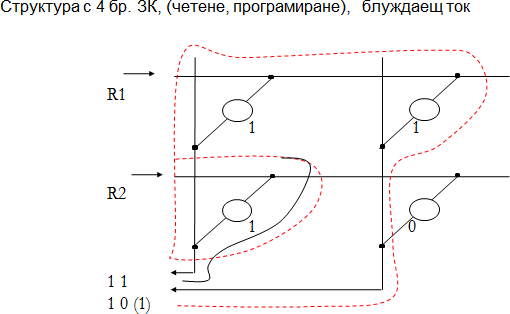 Структура с 4 бр. ЗК, (четене, програмиране), блуждаещ ток
R1
1 1
R2
1 0
1 1
1 0 (1)